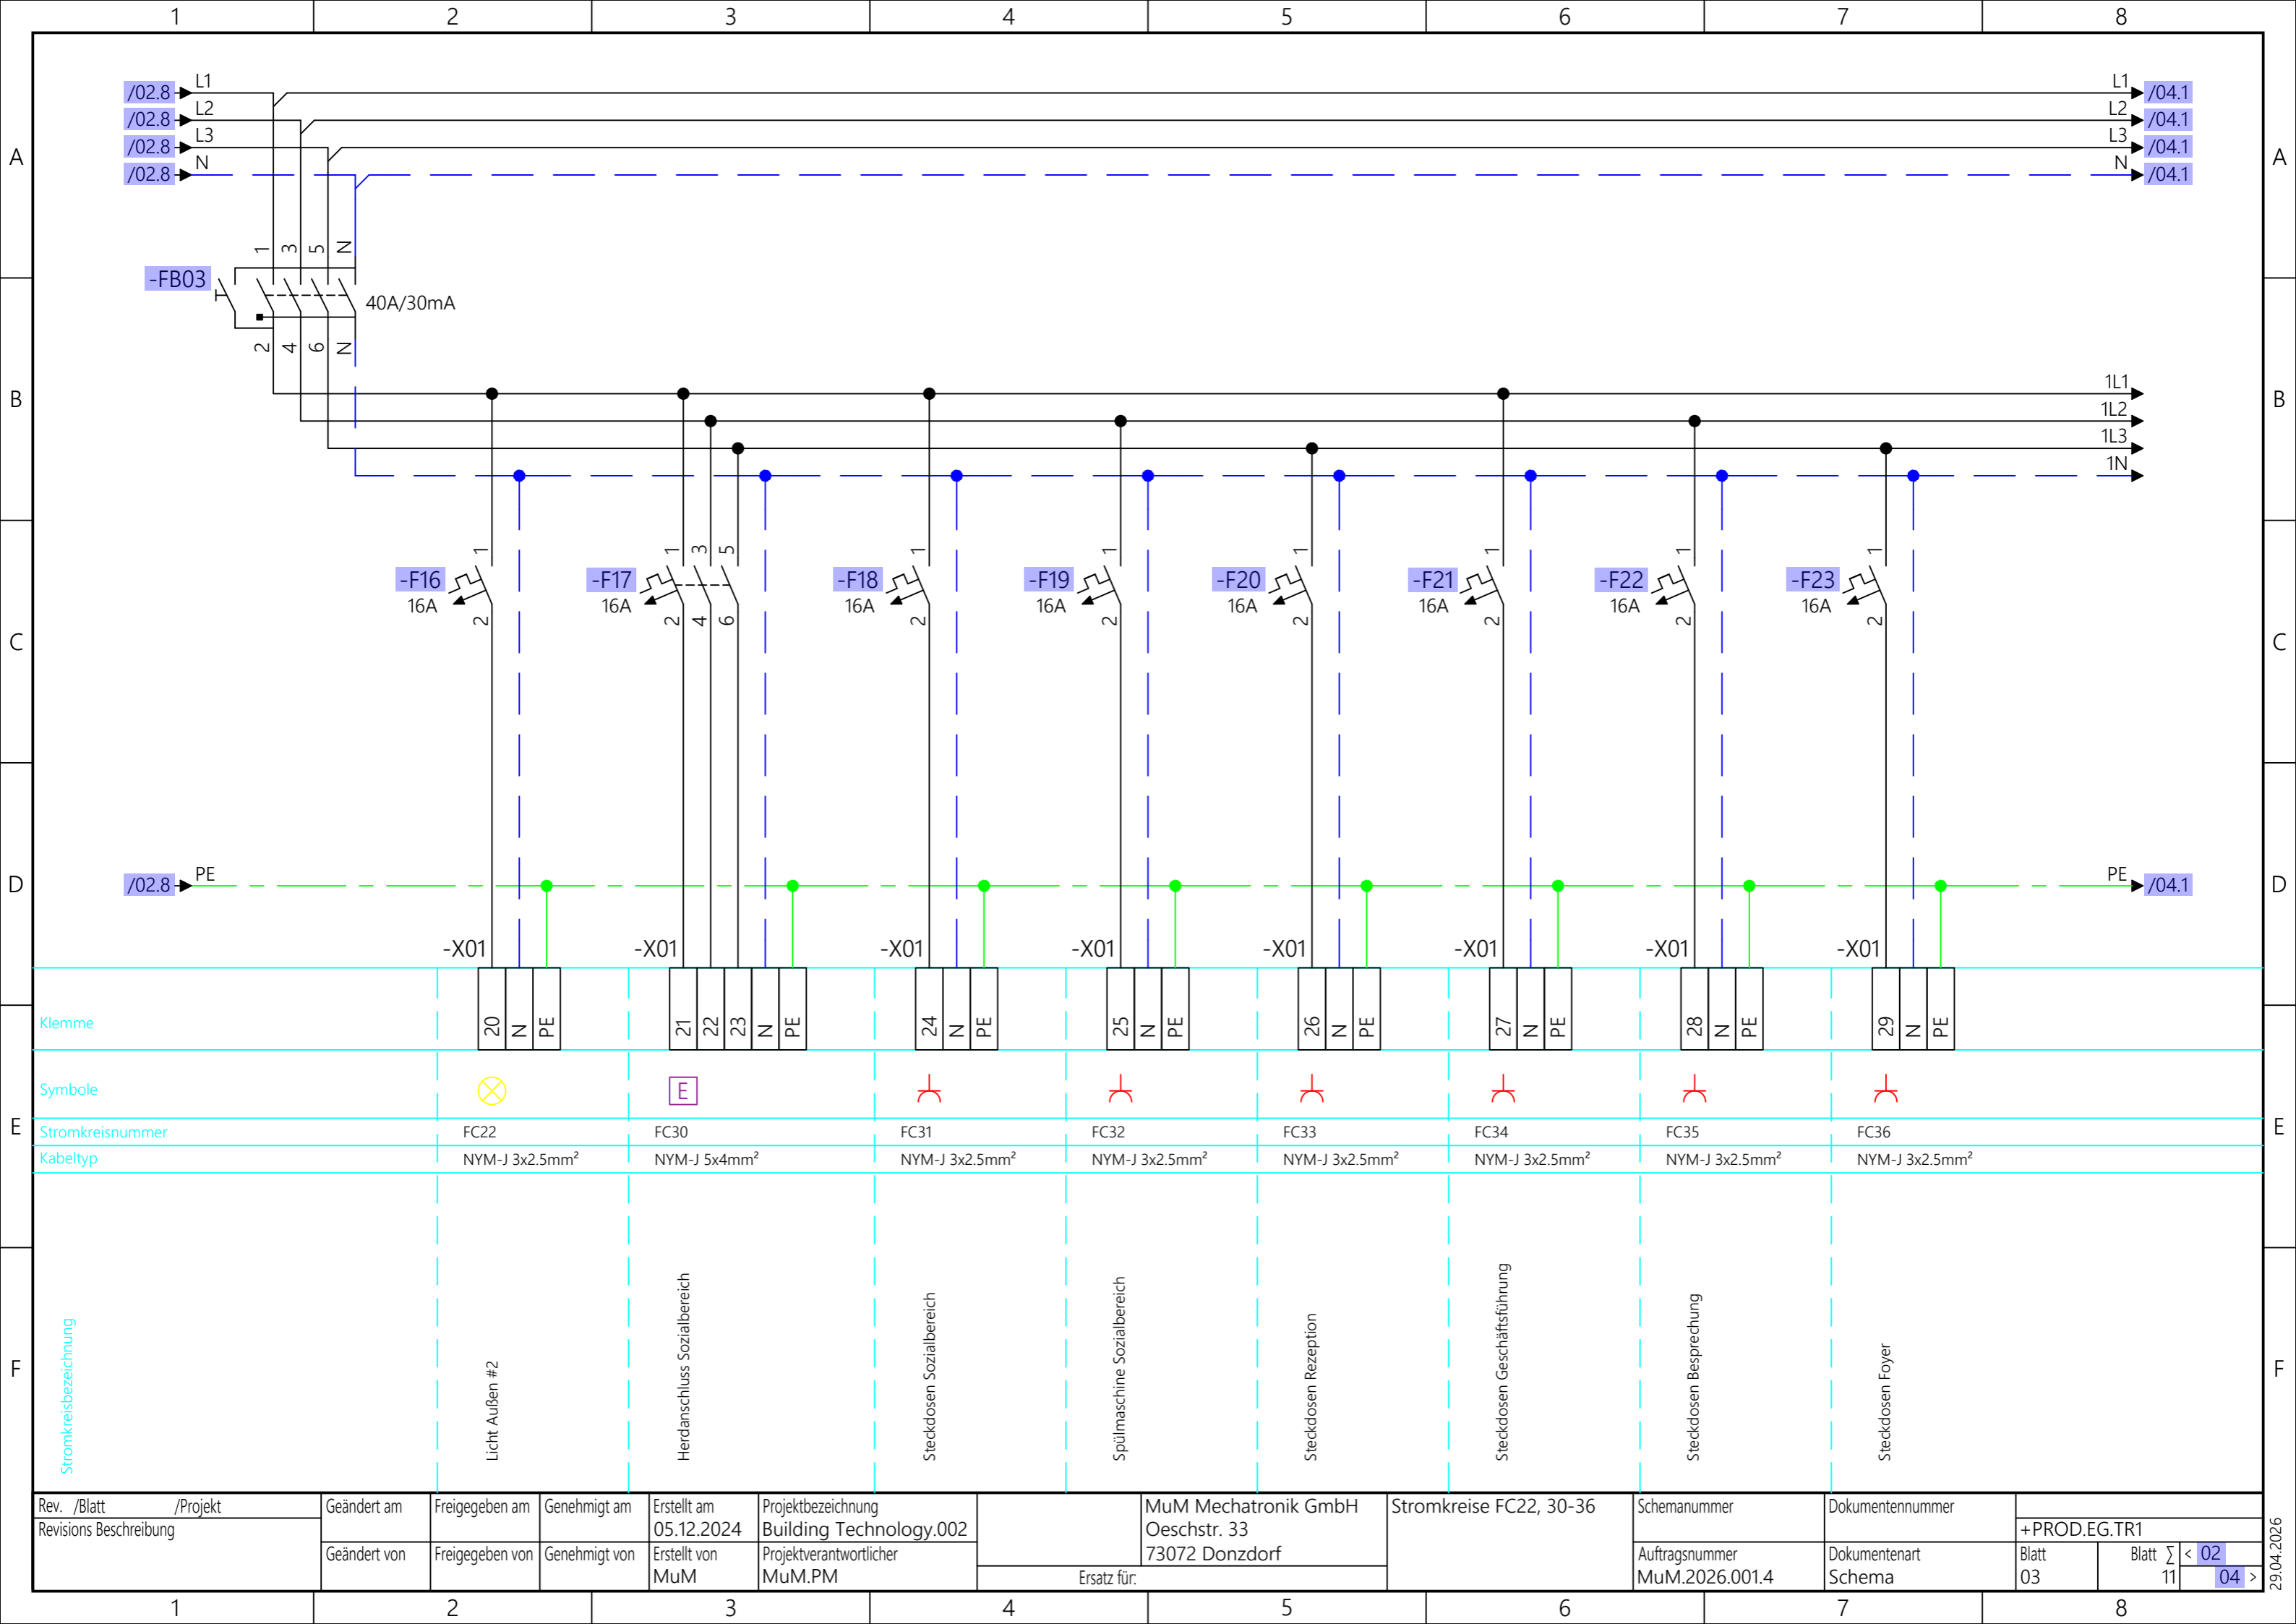 1 2 3 4 5 6 7 8
/02.8 L1 L1 /04.1
/02.8 L2 L2 /04.1
/02.8 L3 L3 /04.1
A A
/02.8 N N /04.1
1 3 5 N
-FB03
40A/30mA
2 4 6 N
1L1
B B
1L2
1L3
1N
1 1 3 5 1 1 1 1 1 1
-F16 -F17 -F18 -F19 -F20 -F21 -F22 -F23
16A 16A 16A 16A 16A 16A 16A 16A
2 2 4 6 2 2 2 2 2 2
C C
/02.8 PE PE /04.1
D D
-X01 -X01 -X01 -X01 -X01 -X01 -X01 -X01
Klemme 20 N PE 21 22 23 N PE 24 N PE 25 N PE 26 N PE 27 N PE 28 N PE 29 N PE
Symbole E
E E
Stromkreisnummer FC22 FC30 FC31 FC32 FC33 FC34 FC35 FC36
Kabeltyp NYM-J 3x2.5mm² NYM-J 5x4mm² NYM-J 3x2.5mm² NYM-J 3x2.5mm² NYM-J 3x2.5mm² NYM-J 3x2.5mm² NYM-J 3x2.5mm² NYM-J 3x2.5mm²
F F
Stromkreisbezeichnung
Licht Außen #2
Herdanschluss Sozialbereich
Steckdosen Sozialbereich
Spülmaschine Sozialbereich
Steckdosen Rezeption
Steckdosen Geschäftsführung
Steckdosen Besprechung
Steckdosen Foyer
Rev. /Blatt /Projekt
Revisions Beschreibung
Geändert am
Geändert von
Freigegeben am
Freigegeben von
Genehmigt am
Genehmigt von
Erstellt am
05.12.2024
Erstellt von
MuM
Projektbezeichnung
Building Technology.002
Projektverantwortlicher
MuM.PM
MuM Mechatronik GmbH
Oeschstr. 33
73072 Donzdorf
Ersatz für:
Stromkreise FC22, 30-36
Schemanummer
Auftragsnummer
MuM.2026.001.4
Dokumentennummer
Dokumentenart
Schema
+PROD.EG.TR1
Blatt
03
Blatt ∑
11
< 02
04 >
29.04.2026
1 2 3 4 5 6 7 8